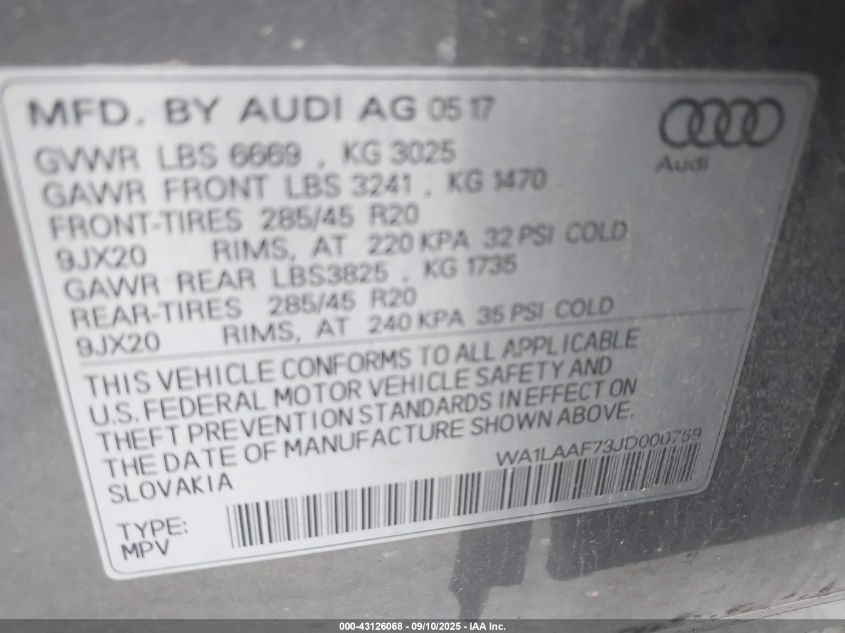 MFD. BY AUDI AG 05 17
GVWR LBS 6669 , KG 3025
GAWR FRONT LBS 3241 , KG 1470
FRONT-TIRES 285/45 R20
9JX20 RIMS, AT 220 KPA 32 PSI COLD
GAWR REAR LBS3825 , KG 1735
REAR-TIRES 285/45 R20
9JX20 RIMS, AT 240 KPA 35 PSI COLD
Audi
THIS VEHICLE CONFORMS TO ALL APPLICABLE
U.S. FEDERAL MOTOR VEHICLE SAFETY AND
THEFT PREVENTION STANDARDS IN EFFECT ON
THE DATE OF MANUFACTURE SHOWN ABOVE.
SLOVAKIA
WA1LAAF73JD000759
TYPE:
MPV
000-43126068 - 09/10/2025 - IAA Inc.